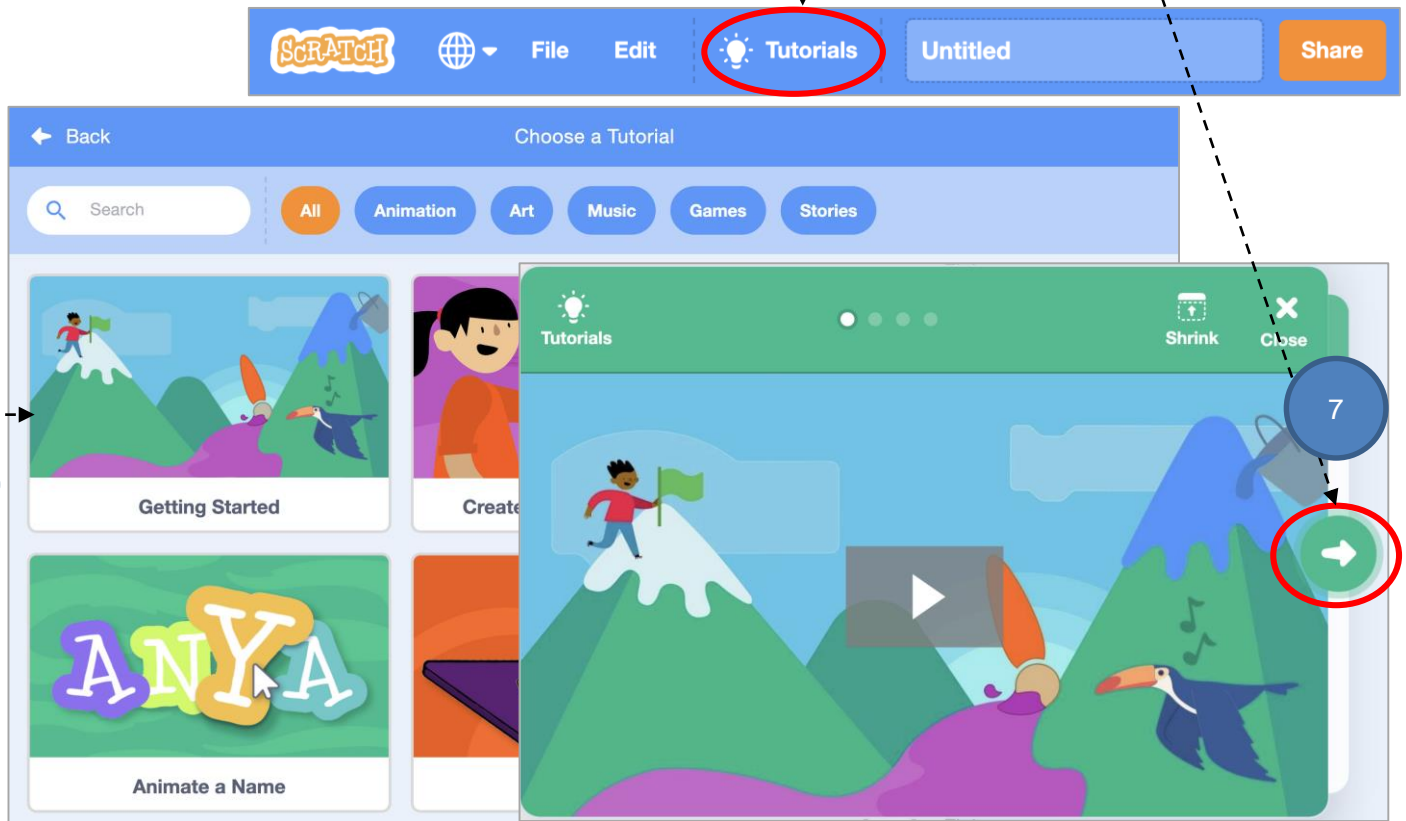 SCRATCH File Edit Tutorials Untitled Share
Back Choose a Tutorial
Search All Animation Art Music Games Stories
Tutorials Shrink Close
7
Getting Started Create
ANYA
Animate a Name